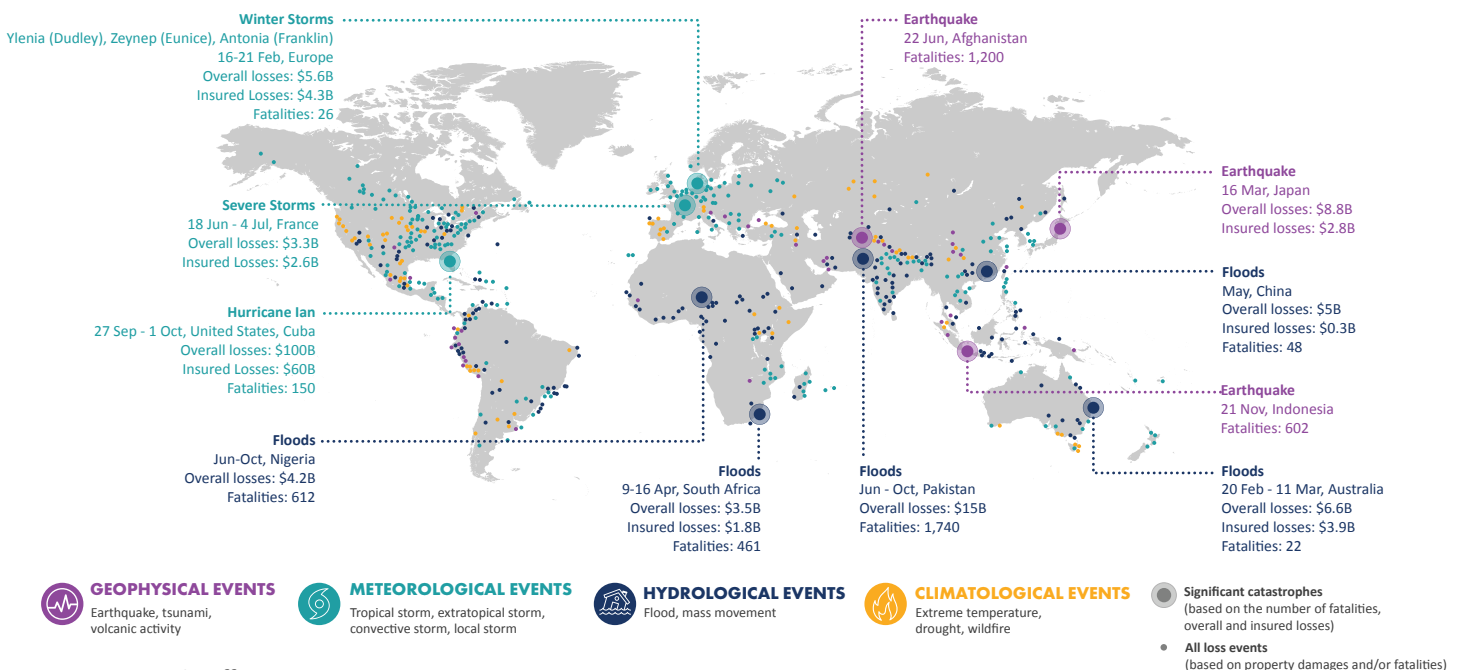 Winter Storms
Ylenia (Dudley), Zeynep (Eunice), Antonia (Franklin)
16-21 Feb, Europe
Overall losses: $5.6B
Insured Losses: $4.3B
Fatalities: 26
Earthquake
22 Jun, Afghanistan
Fatalities: 1,200
Earthquake
16 Mar, Japan
Overall losses: $8.8B
Insured losses: $2.8B
Severe Storms
18 Jun - 4 Jul, France
Overall losses: $3.3B
Insured Losses: $2.6B
Floods
May, China
Overall losses: $5B
Insured losses: $0.3B
Fatalities: 48
Hurricane Ian
27 Sep - 1 Oct, United States, Cuba
Overall losses: $100B
Insured Losses: $60B
Fatalities: 150
Earthquake
21 Nov, Indonesia
Fatalities: 602
Floods
Jun-Oct, Nigeria
Overall losses: $4.2B
Fatalities: 612
Floods
9-16 Apr, South Africa
Overall losses: $3.5B
Insured losses: $1.8B
Fatalities: 461
Floods
Jun - Oct, Pakistan
Overall losses: $15B
Fatalities: 1,740
Floods
20 Feb - 11 Mar, Australia
Overall losses: $6.6B
Insured losses: $3.9B
Fatalities: 22
GEOPHYSICAL EVENTS
Earthquake, tsunami,
volcanic activity
METEOROLOGICAL EVENTS
Tropical storm, extratopical storm,
convective storm, local storm
HYDROLOGICAL EVENTS
Flood, mass movement
CLIMATOLOGICAL EVENTS
Extreme temperature,
drought, wildfire
Significant catastrophes
(based on the number of fatalities,
overall and insured losses)
All loss events
(based on property damages and/or fatalities)